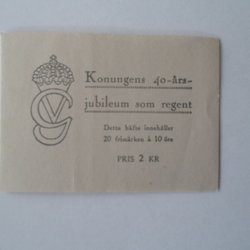 Konungens 40-års-
jubileum som regent
Detta häfte innehåller
20 frimärken à 10 öre
PRIS 2 KR